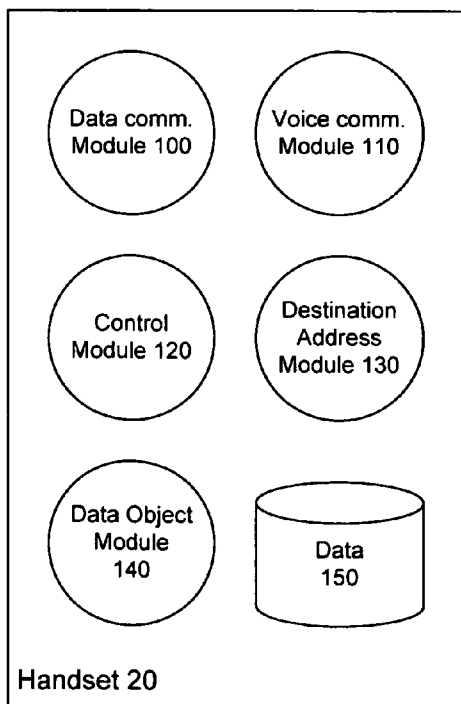 Data comm.
Module 100
Voice comm.
Module 110
Control
Module 120
Destination
Address
Module 130
Data Object
Module
140
Data
150
Handset 20